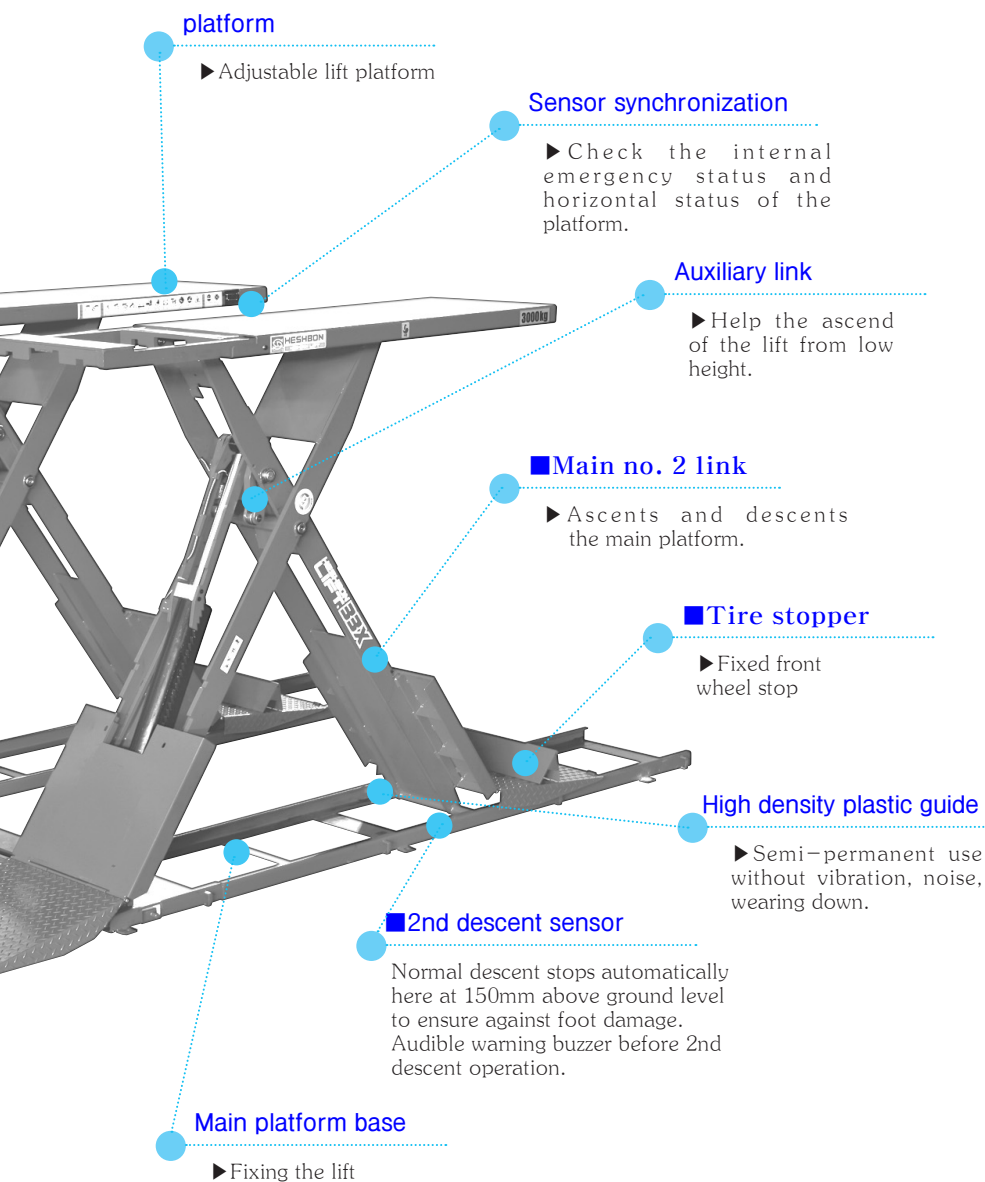 platform
▶Adjustable lift platform
Sensor synchronization
▶Check the internal
emergency status and
horizontal status of the
platform.
Auxiliary link
▶Help the ascend
of the lift from low
height.
3000kg
HESHBON
■Main no. 2 link
▶Ascents and descents
the main platform.
■Tire stopper
▶Fixed front
wheel stop
High density plastic guide
▶Semi-permanent use
without vibration, noise,
wearing down.
■2nd descent sensor
Normal descent stops automatically
here at 150mm above ground level
to ensure against foot damage.
Audible warning buzzer before 2nd
descent operation.
Main platform base
▶Fixing the lift